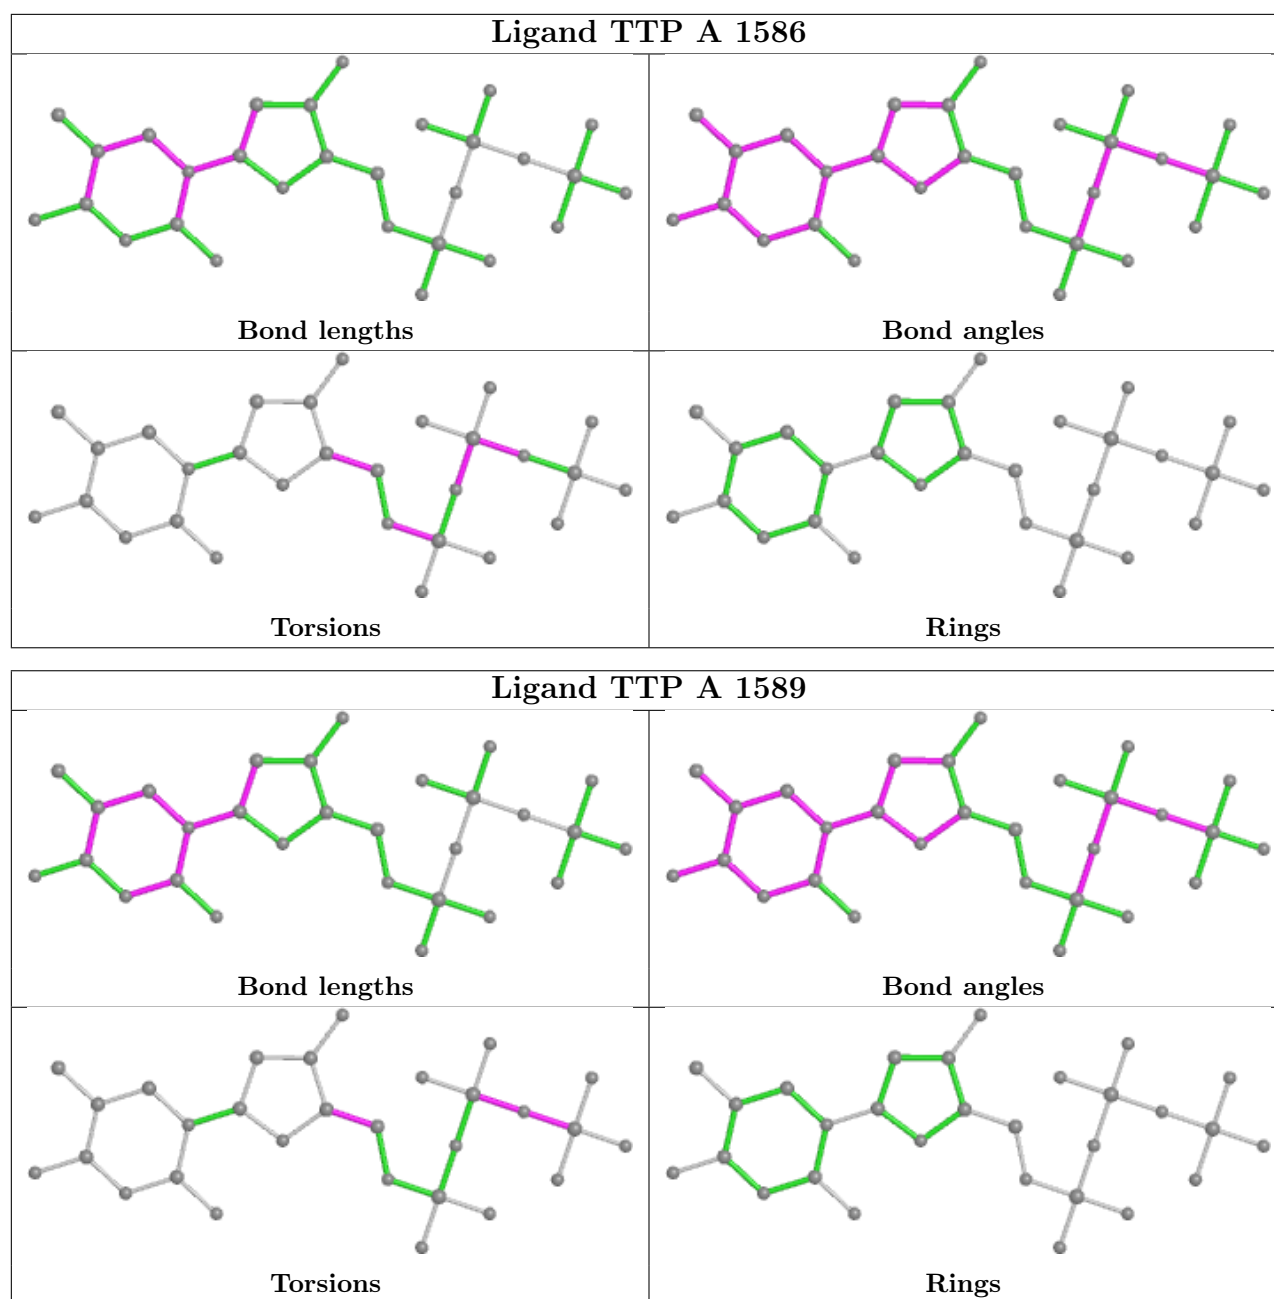 Ligand TTP A 1586
Bond lengths
Bond angles
Torsions
Rings
Ligand TTP A 1589
Bond lengths
Bond angles
Torsions
Rings